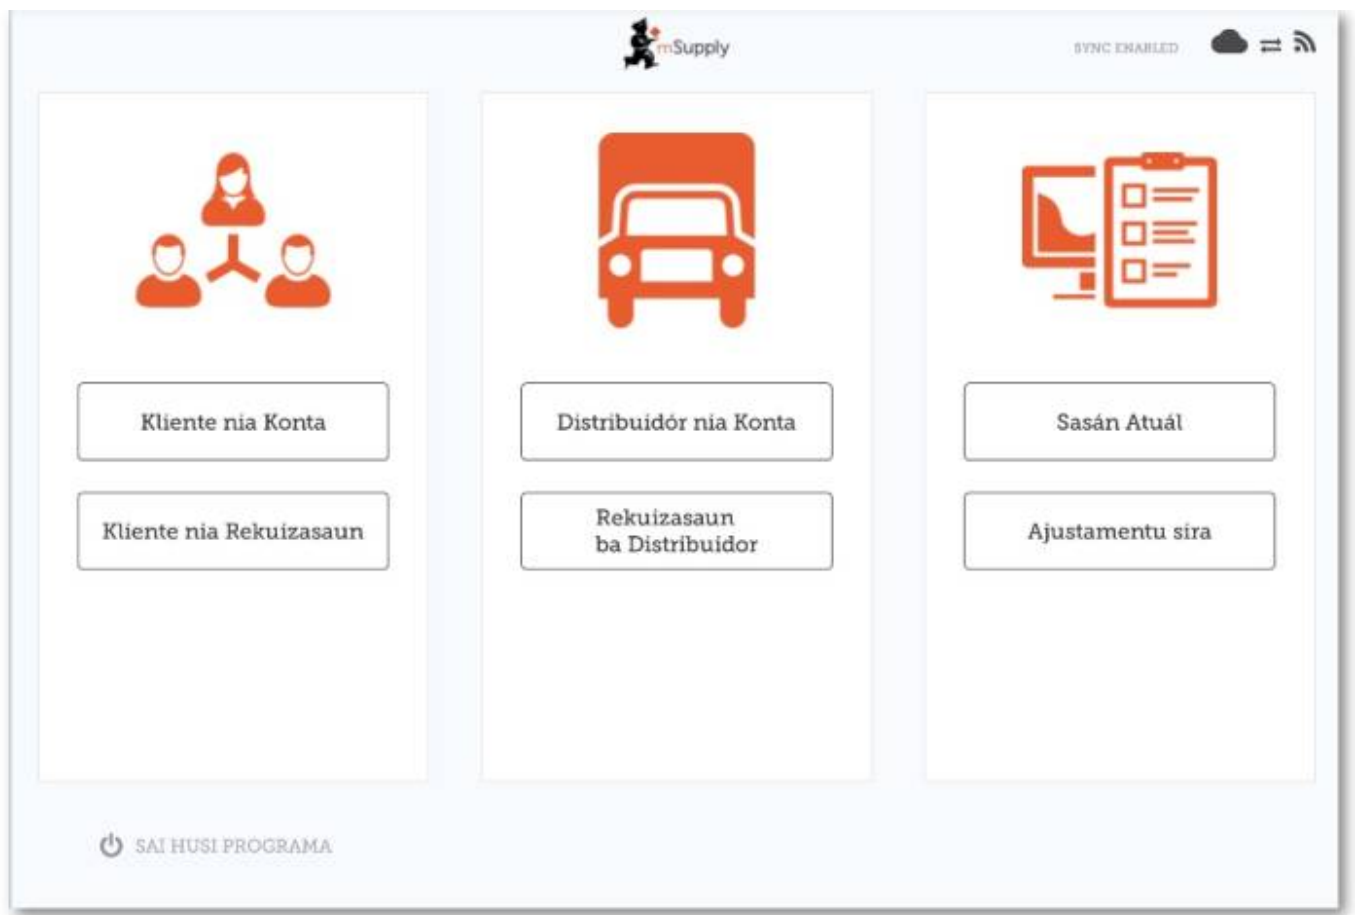 mSupply
SYNC ENABLED
Kliente nia Konta
Kliente nia Rekuizasaun
Distribuidór nia Konta
Rekuizasaun
ba Distribuidor
Sasán Atuál
Ajustamentu sira
SAI HUSI PROGRAMA